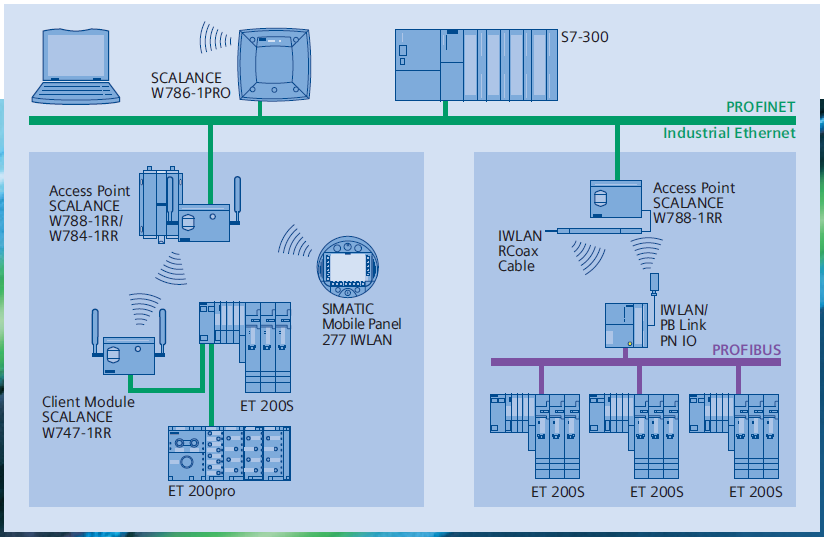 S7-300
SCALANCE
W786-1PRO
PROFINET
Industrial Ethernet
Access Point
SCALANCE
W788-1RR/
W784-1RR
SIMATIC
Mobile Panel
277 IWLAN
ET 200S
Client Module
SCALANCE
W747-1RR
ET 200pro
Access Point
SCALANCE
W788-1RR
IWLAN
RCoax
Cable
IWLAN/
PB Link
PN IO
PROFIBUS
ET 200S
ET 200S
ET 200S